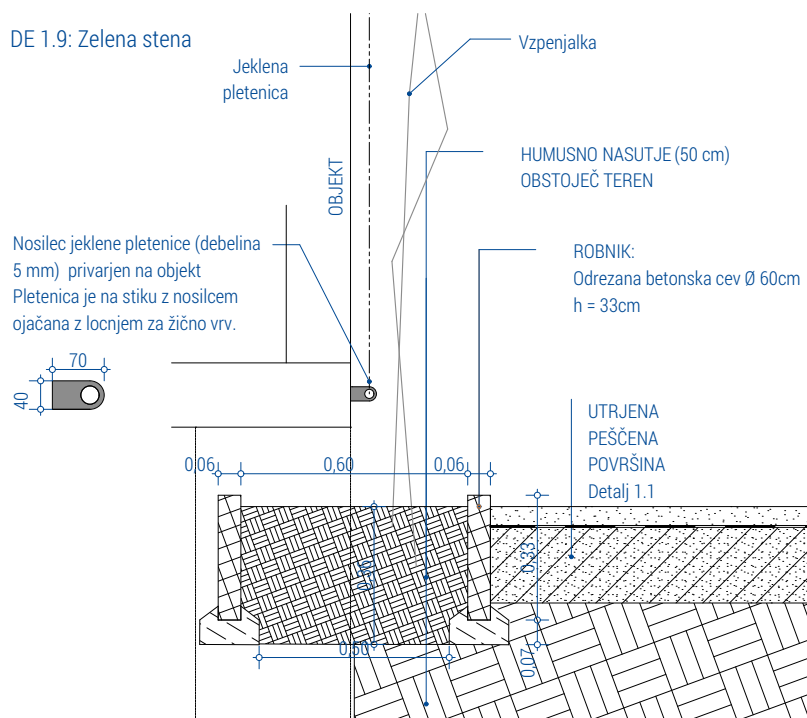 DE 1.9: Zelena stena
Jeklena
pletenica
Vzpenjalka
OBJEKT
HUMUSNO NASUTJE (50 cm)
OBSTOJEČ TEREN
Nosilec jeklene pletenice (debelina
5 mm) privarjen na objekt
Pletenica je na stiku z nosilcem
ojačana z locnjem za žično vrv.
ROBNIK:
Odrezana betonska cev Ø 60cm
h = 33cm
70
40
UTRJENA
PEŠČENA
POVRŠINA
Detalj 1.1
0,06
0,60
0,06
0,33
0,50
0,07